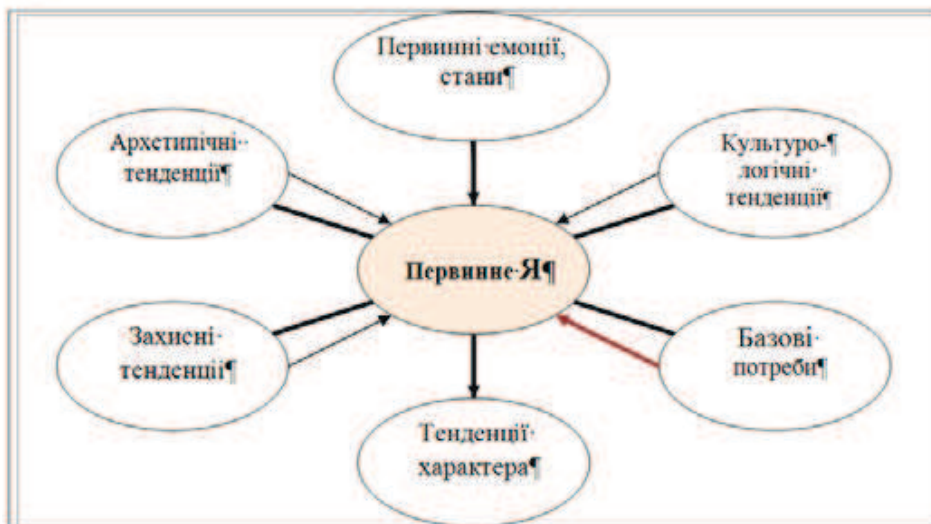 Первинні·емоції,
стани¶
Архетипічні··
тенденції¶
Культуро-¶
логічні·
тенденції¶
Первинне·Я¶
Захисні·
тенденції¶
Базові·
потреби¶
Тенденції·
характера¶